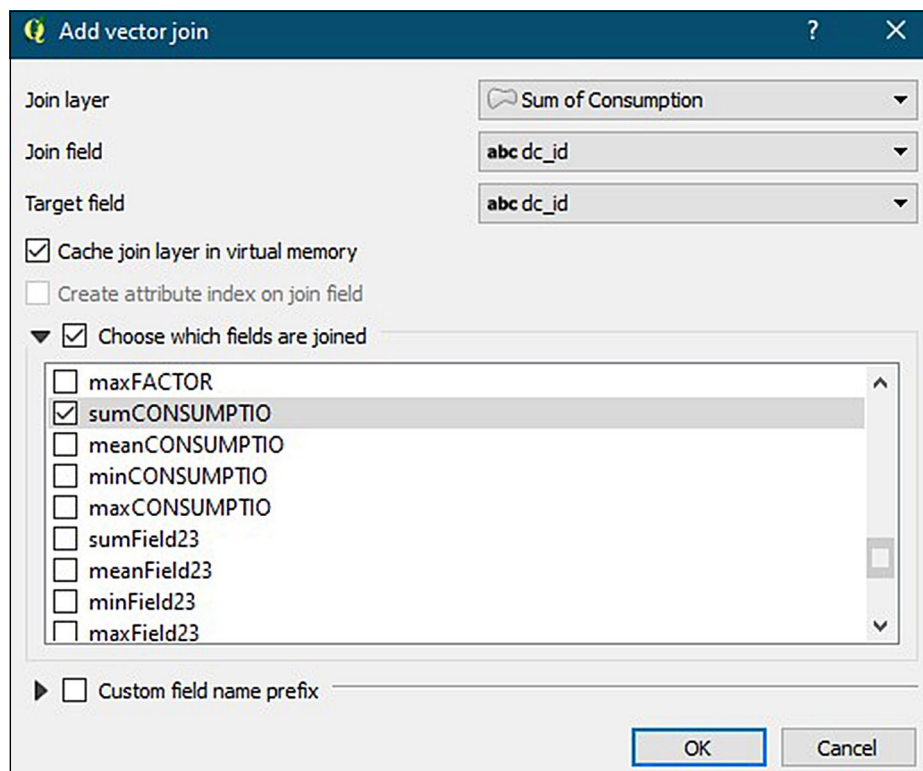 Add vector join ?
Join layer Sum of Consumption
Join field abc dc_id
Target field abc dc_id
Cache join layer in virtual memory
Create attribute index on join field
Choose which fields are joined
maxFACTOR
sumCONSUMPTIO
meanCONSUMPTIO
minCONSUMPTIO
maxCONSUMPTIO
sumField23
meanField23
minField23
maxField23
Custom field name prefix
OK Cancel